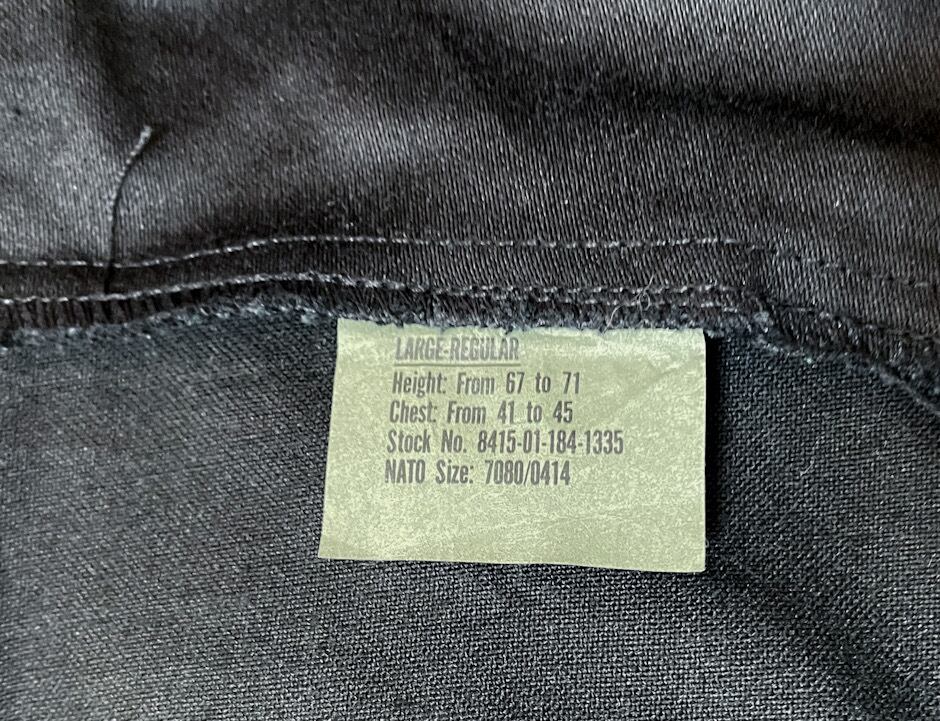 LARGE-REGULAR
Height: From 67 to 71
Chest: From 41 to 45
Stock No. 8415-01-184-1335
NATO Size: 7080/0414